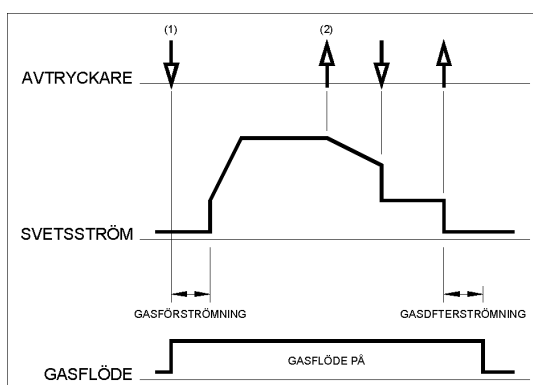 (1) (2)
AVTRYCKARE
SVETSSTRÖM
GASFÖRSTRÖMNING GASDFTERSTRÖMNING
GASFLÖDE PÅ
GASFLÖDE